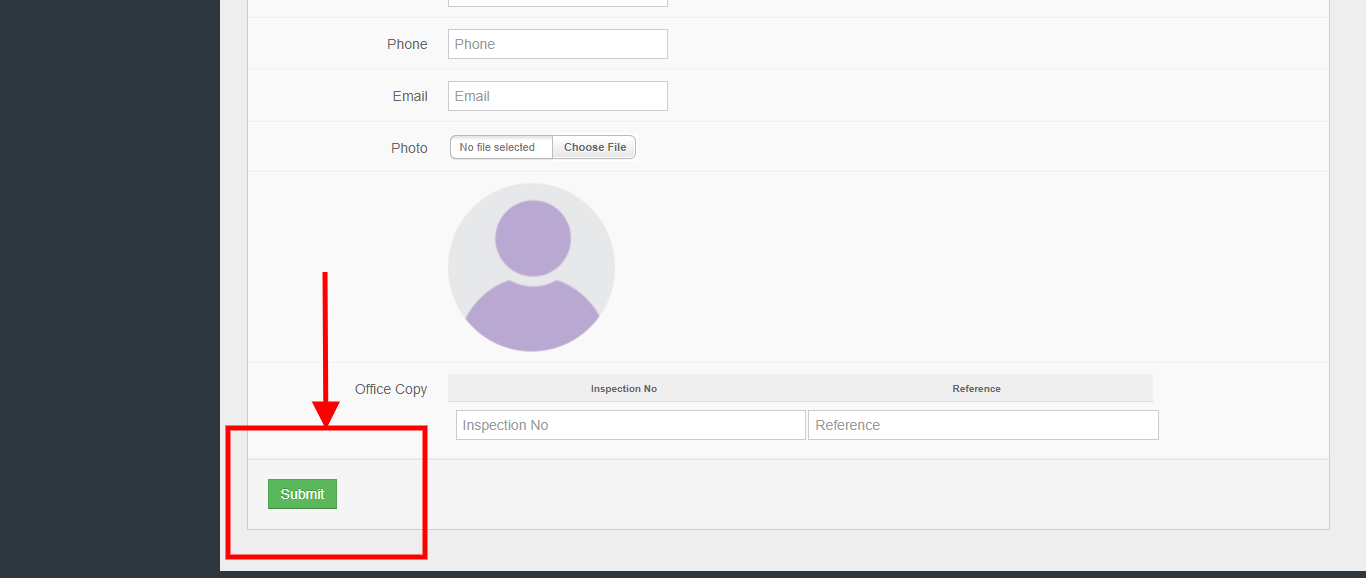 Phone Phone
Email Email
Photo No file selected Choose File
Office Copy Inspection No Reference
Inspection No Reference
Submit